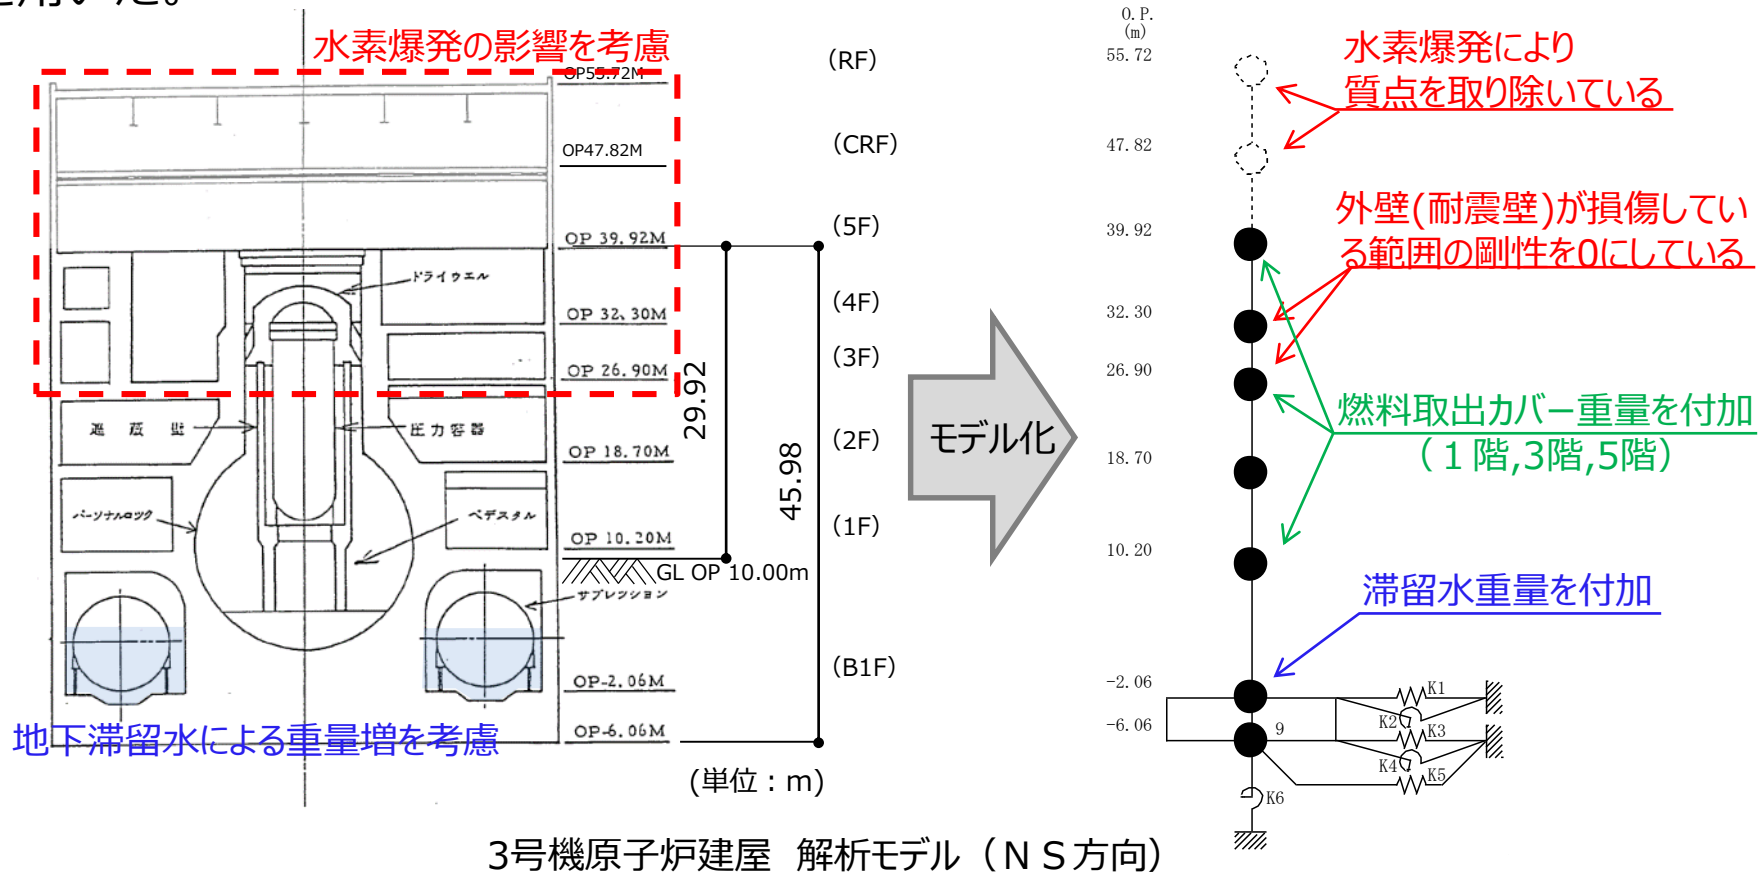 を用いた。
水素爆発の影響を考慮
OP55.72M
OP47.82M
OP 39.92M
OP 32.30M
OP 26.90M
OP 18.70M
OP 10.20M
GL OP 10.00m
OP-2.06M
OP-6.06M
ドライウエル
遮蔽壁
圧力容器
パーソナルロック
ペデスタル
サプレッション
地下滞留水による重量増を考慮
29.92
45.98
(単位：m)
(RF)
(CRF)
(5F)
(4F)
(3F)
(2F)
(1F)
(B1F)
モデル化
O.P.
(m)
55.72
47.82
39.92
32.30
26.90
18.70
10.20
-2.06
-6.06
水素爆発により
質点を取り除いている
外壁(耐震壁)が損傷してい
る範囲の剛性を0にしている
燃料取出カバー重量を付加
（１階,3階,5階）
滞留水重量を付加
K1
K2
K3
9
K4
K5
K6
3号機原子炉建屋 解析モデル（ＮＳ方向）